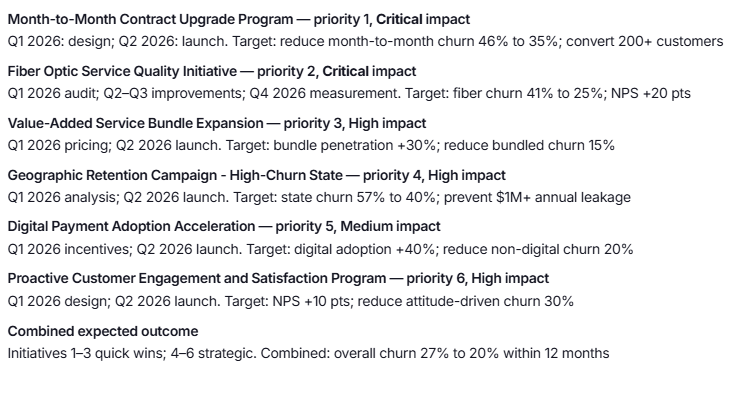 Month-to-Month Contract Upgrade Program — priority 1, Critical impact
Q1 2026: design; Q2 2026: launch. Target: reduce month-to-month churn 46% to 35%; convert 200+ customers
Fiber Optic Service Quality Initiative — priority 2, Critical impact
Q1 2026 audit; Q2–Q3 improvements; Q4 2026 measurement. Target: fiber churn 41% to 25%; NPS +20 pts
Value-Added Service Bundle Expansion — priority 3, High impact
Q1 2026 pricing; Q2 2026 launch. Target: bundle penetration +30%; reduce bundled churn 15%
Geographic Retention Campaign - High-Churn State — priority 4, High impact
Q1 2026 analysis; Q2 2026 launch. Target: state churn 57% to 40%; prevent $1M+ annual leakage
Digital Payment Adoption Acceleration — priority 5, Medium impact
Q1 2026 incentives; Q2 2026 launch. Target: digital adoption +40%; reduce non-digital churn 20%
Proactive Customer Engagement and Satisfaction Program — priority 6, High impact
Q1 2026 design; Q2 2026 launch. Target: NPS +10 pts; reduce attitude-driven churn 30%
Combined expected outcome
Initiatives 1–3 quick wins; 4–6 strategic. Combined: overall churn 27% to 20% within 12 months